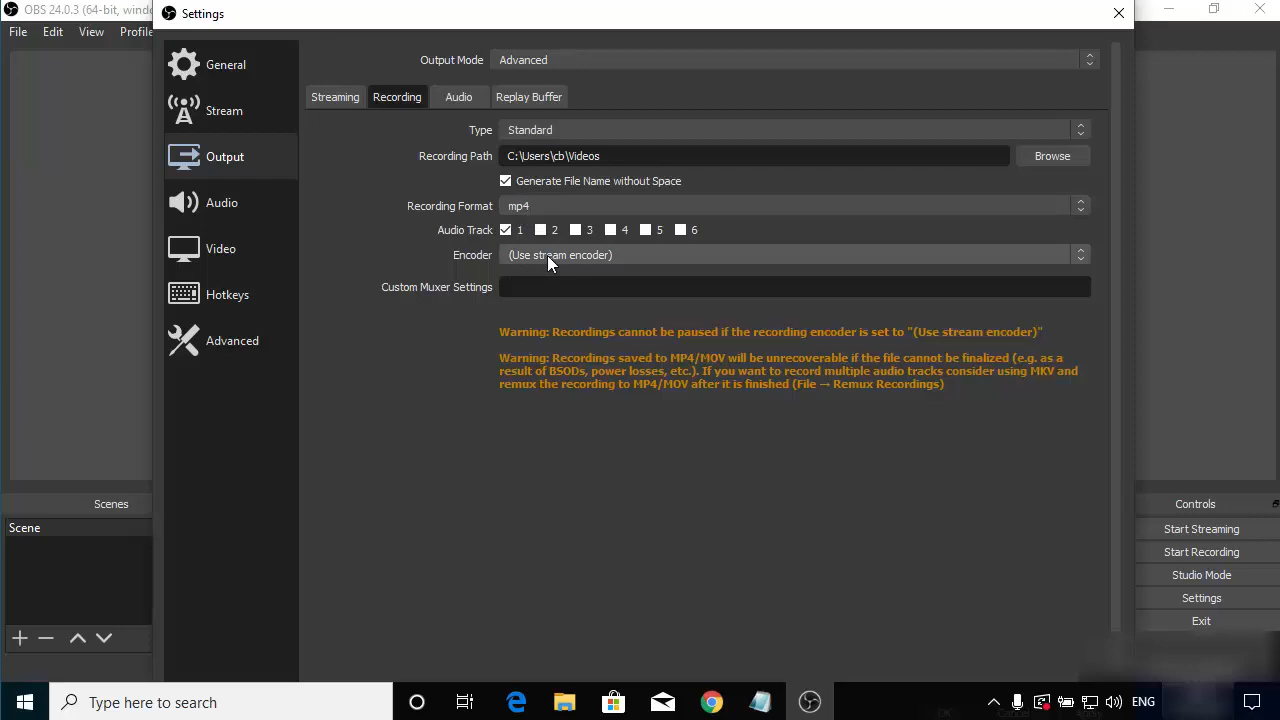 OBS 24.0.3 (64-bit, windo
File Edit View Profile
Settings
General
Stream
Output
Audio
Video
Hotkeys
Advanced
Output Mode Advanced
Streaming Recording Audio Replay Buffer
Type Standard
Recording Path C:\Users\cb\Videos Browse
Generate File Name without Space
Recording Format mp4
Audio Track 1 2 3 4 5 6
Encoder (Use stream encoder)
Custom Muxer Settings
Warning: Recordings cannot be paused if the recording encoder is set to "(Use stream encoder)"
Warning: Recordings saved to MP4/MOV will be unrecoverable if the file cannot be finalized (e.g. as a
result of BSODs, power losses, etc.). If you want to record multiple audio tracks consider using MKV and
remux the recording to MP4/MOV after it is finished (File → Remux Recordings)
Scenes
Scene
Controls
Start Streaming
Start Recording
Studio Mode
Settings
Exit
Type here to search
ENG